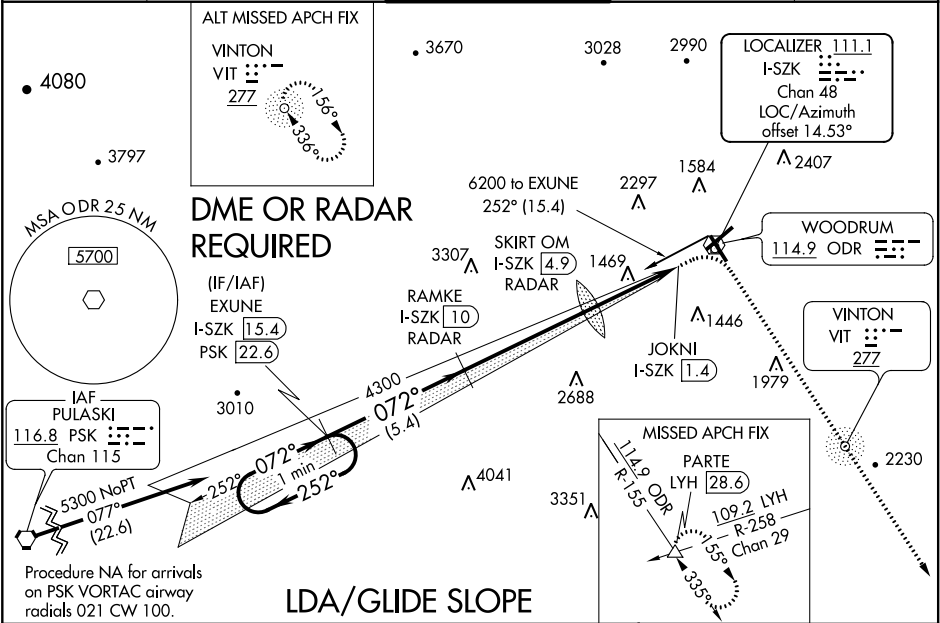 ALT MISSED APCH FIX
VINTON
VIT
277
156°
336°
4080
3797
3670
3028
2990
LOCALIZER 111.1
I-SZK
Chan 48
LOC/Azimuth
offset 14.53°
2407
1584
2297
6200 to EXUNE
252° (15.4)
MSA ODR 25 NM
5700
DME OR RADAR
REQUIRED
WOODRUM
114.9 ODR
SKIRT OM
I-SZK 4.9
RADAR
1469
3307
(IF/IAF)
EXUNE
I-SZK 15.4
PSK 22.6
RAMKE
I-SZK 10
RADAR
1446
JOKNI
I-SZK 1.4
VINTON
VIT
277
1979
2688
3010
4300
072°
(5.4)
IAF
PULASKI
116.8 PSK
Chan 115
5300 NoPT
077°
(22.6)
252°
072°
1 min
252°
4041
3351
2230
MISSED APCH FIX
PARTE
LYH 28.6
114.9 ODR
R-155
109.2 LYH
R-258
Chan 29
155°
335°
Procedure NA for arrivals
on PSK VORTAC airway
radials 021 CW 100.
LDA/GLIDE SLOPE